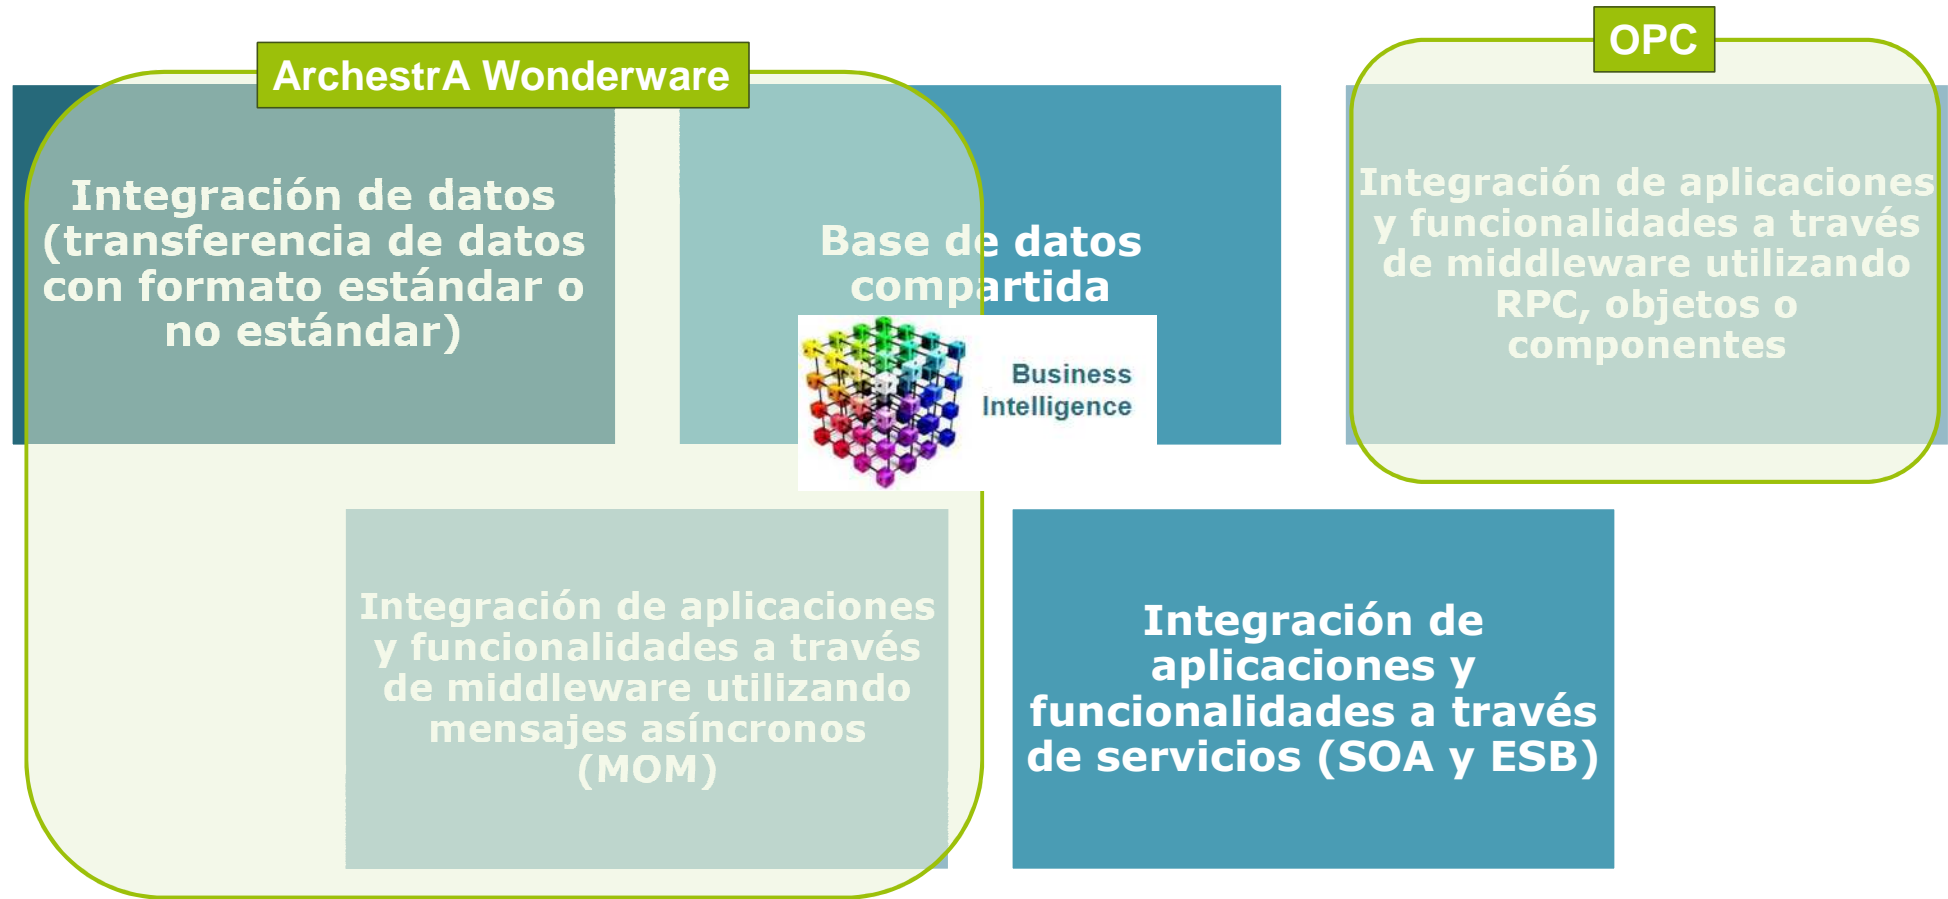 ArchestrA Wonderware
OPC
Integración de datos
(transferencia de datos
con formato estándar o
no estándar)
Base de datos
compartida
Business
Intelligence
Integración de aplicaciones
y funcionalidades a través
de middleware utilizando
RPC, objetos o
componentes
Integración de aplicaciones
y funcionalidades a través
de middleware utilizando
mensajes asíncronos
(MOM)
Integración de
aplicaciones y
funcionalidades a través
de servicios (SOA y ESB)